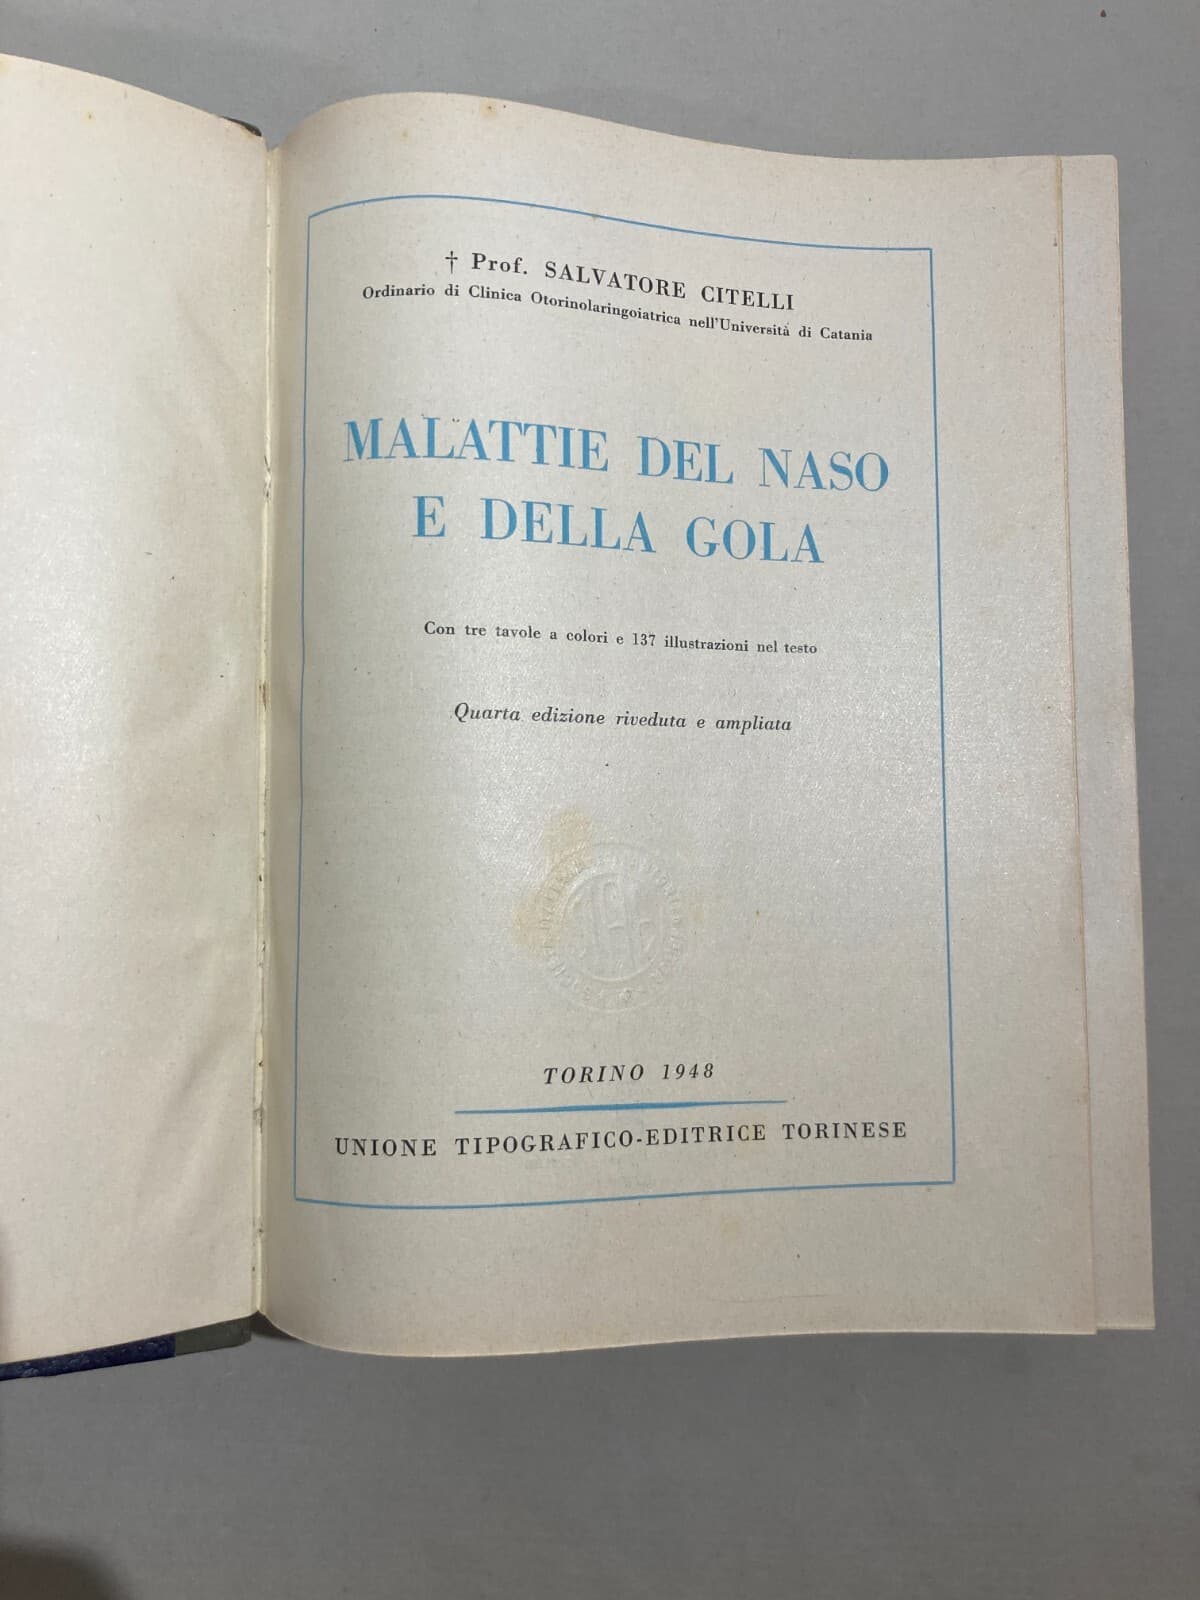 † Prof. SALVATORE CITELLI
Ordinario di Clinica Otorinolaringoiatrica nell'Università di Catania
MALATTIE DEL NASO
E DELLA GOLA
Con tre tavole a colori e 137 illustrazioni nel testo
Quarta edizione riveduta e ampliata
TORINO 1948
UNIONE TIPOGRAFICO-EDITRICE TORINESE